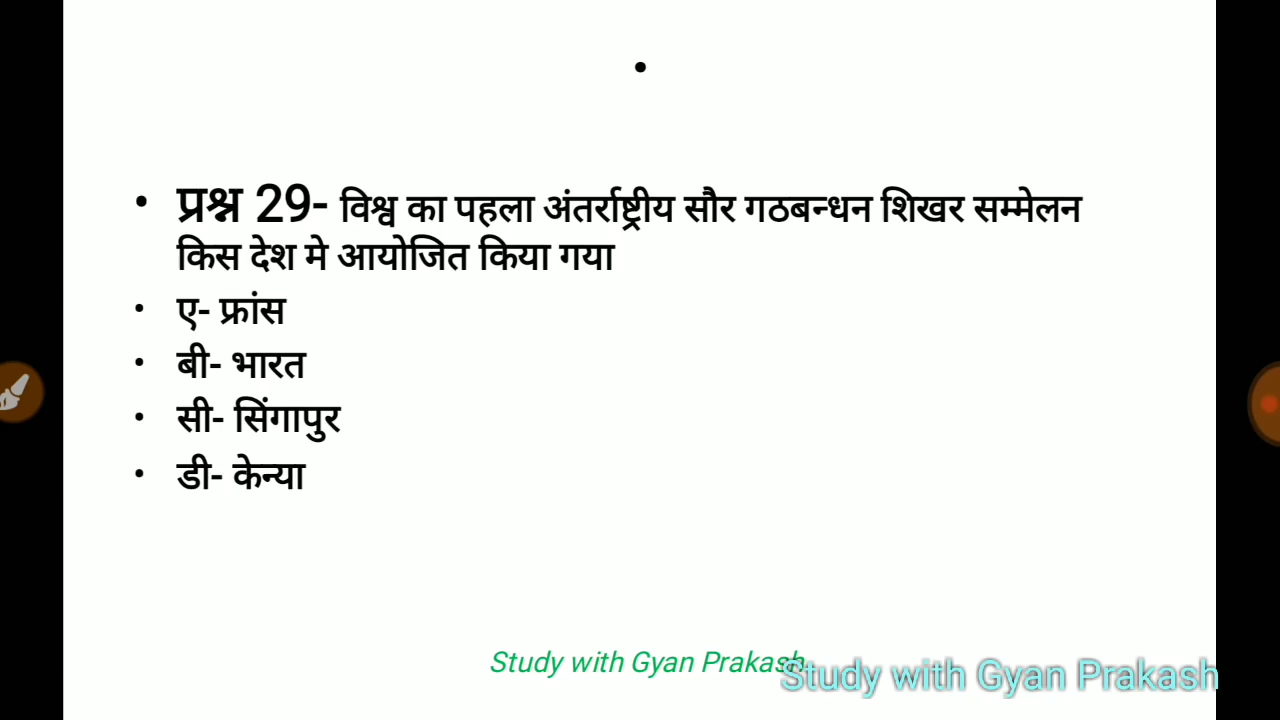 प्रश्न 29- विश्व का पहला अंतर्राष्ट्रीय सौर गठबन्धन शिखर सम्मेलन
किस देश मे आयोजित किया गया
ए- फ्रांस
बी- भारत
सी- सिंगापुर
डी- केन्या
Study with Gyan Prakash
Study with Gyan Prakash